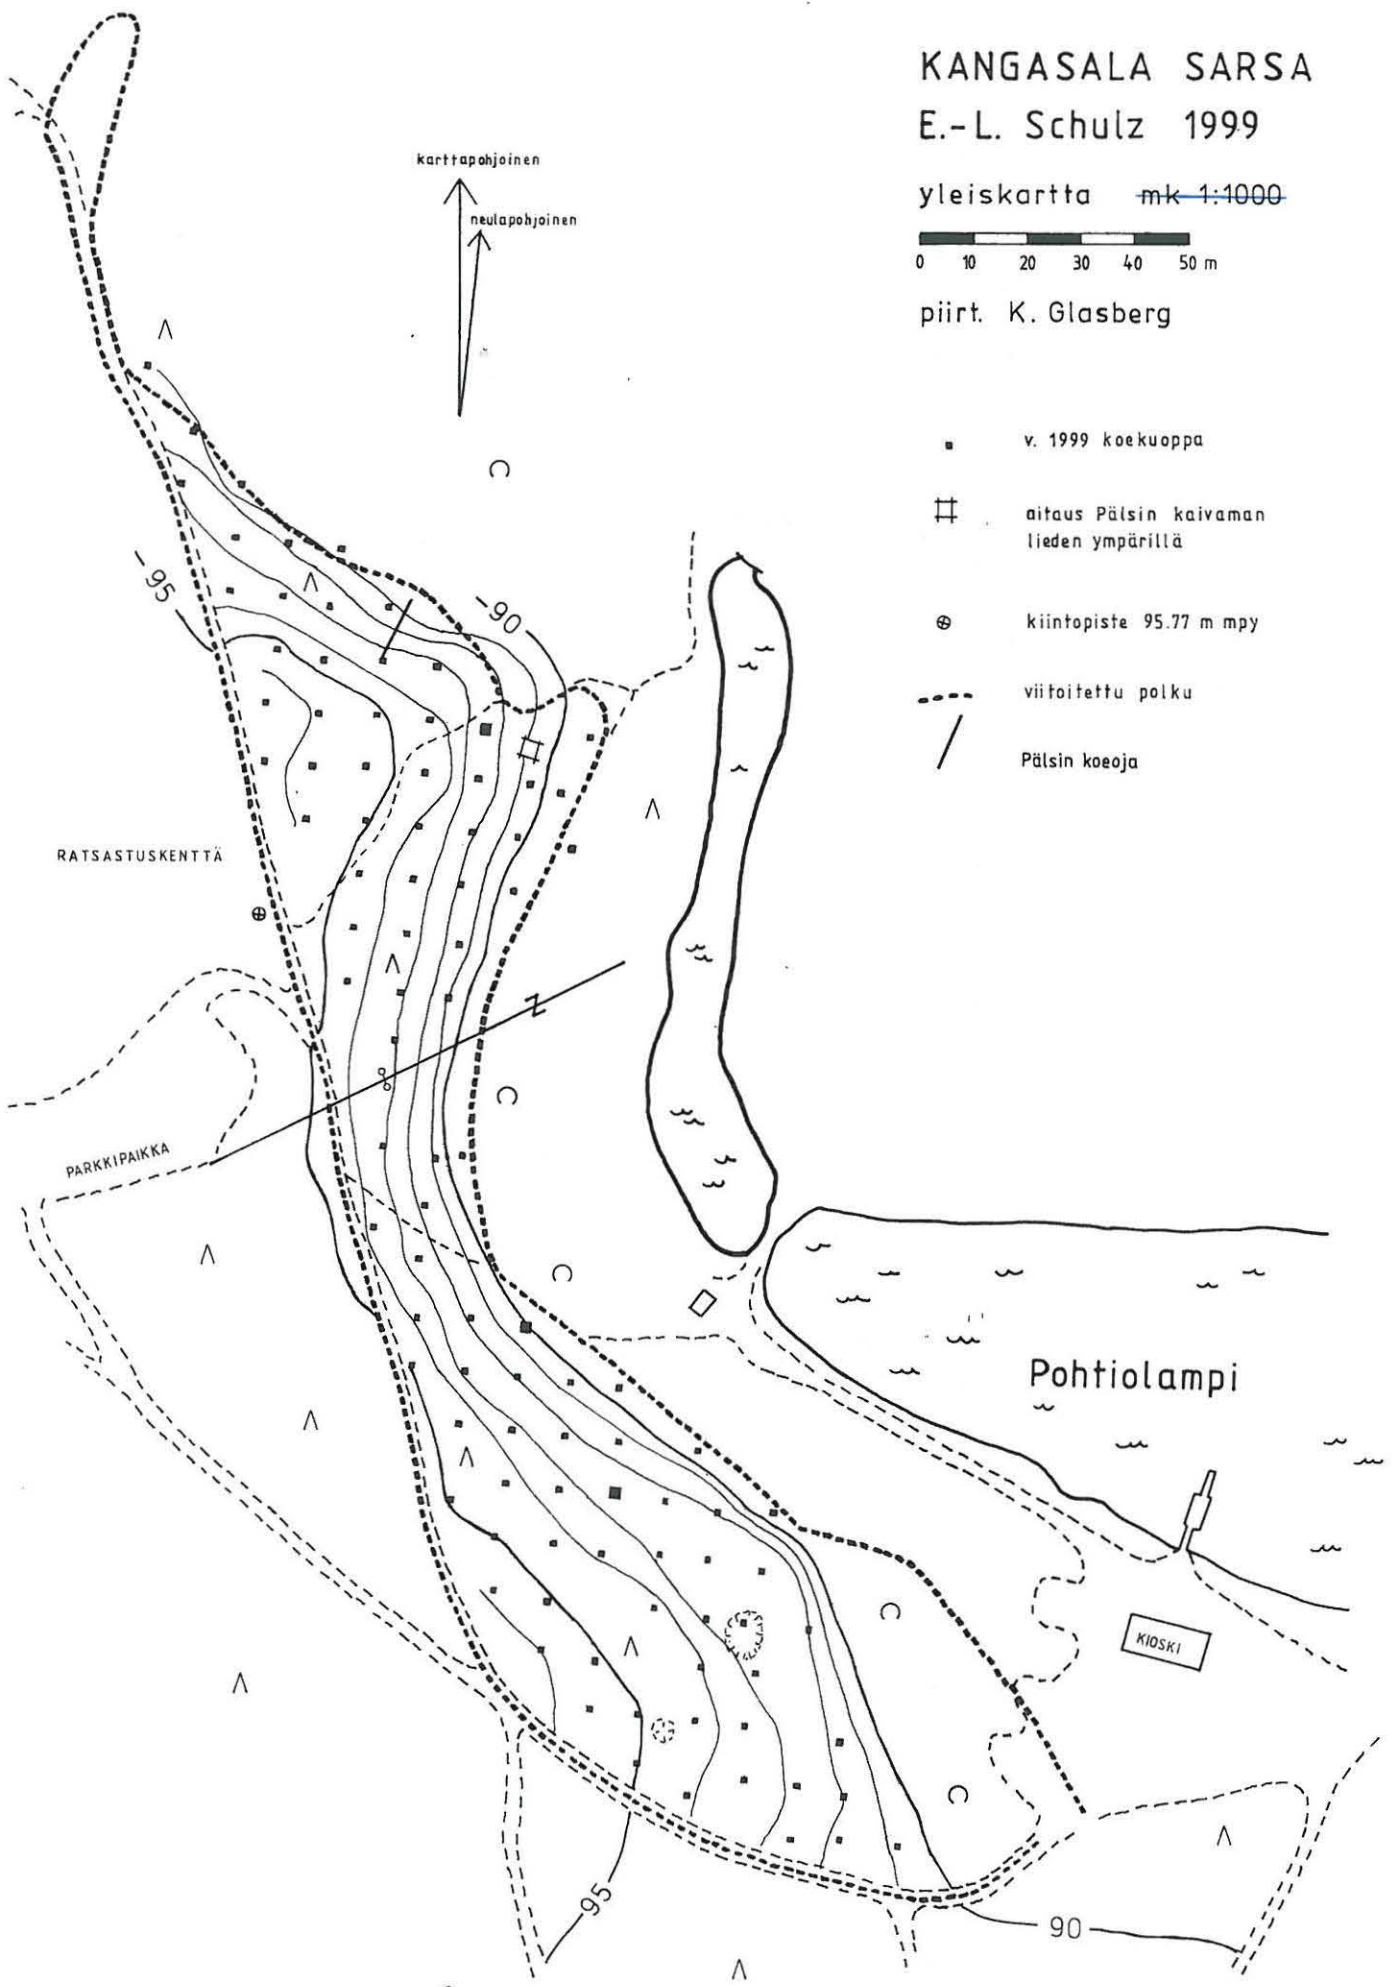 KANGASALA SARSA
E.-L. Schulz 1999
yleiskartta mk 1:1000
0 10 20 30 40 50 m
piirt. K. Glasberg
karttapohjoinen
neulapohjoinen
v. 1999 koekuoppa
aitaus Pälsin kaivaman
lieden ympärillä
kiintopiste 95.77 m mpy
viitoitettu polku
Pälsin koeoja
95
90
RATSASTUSKENTTÄ
Z
PARKKIPAIKKA
Pohtiolampi
KIOSKI
95
90